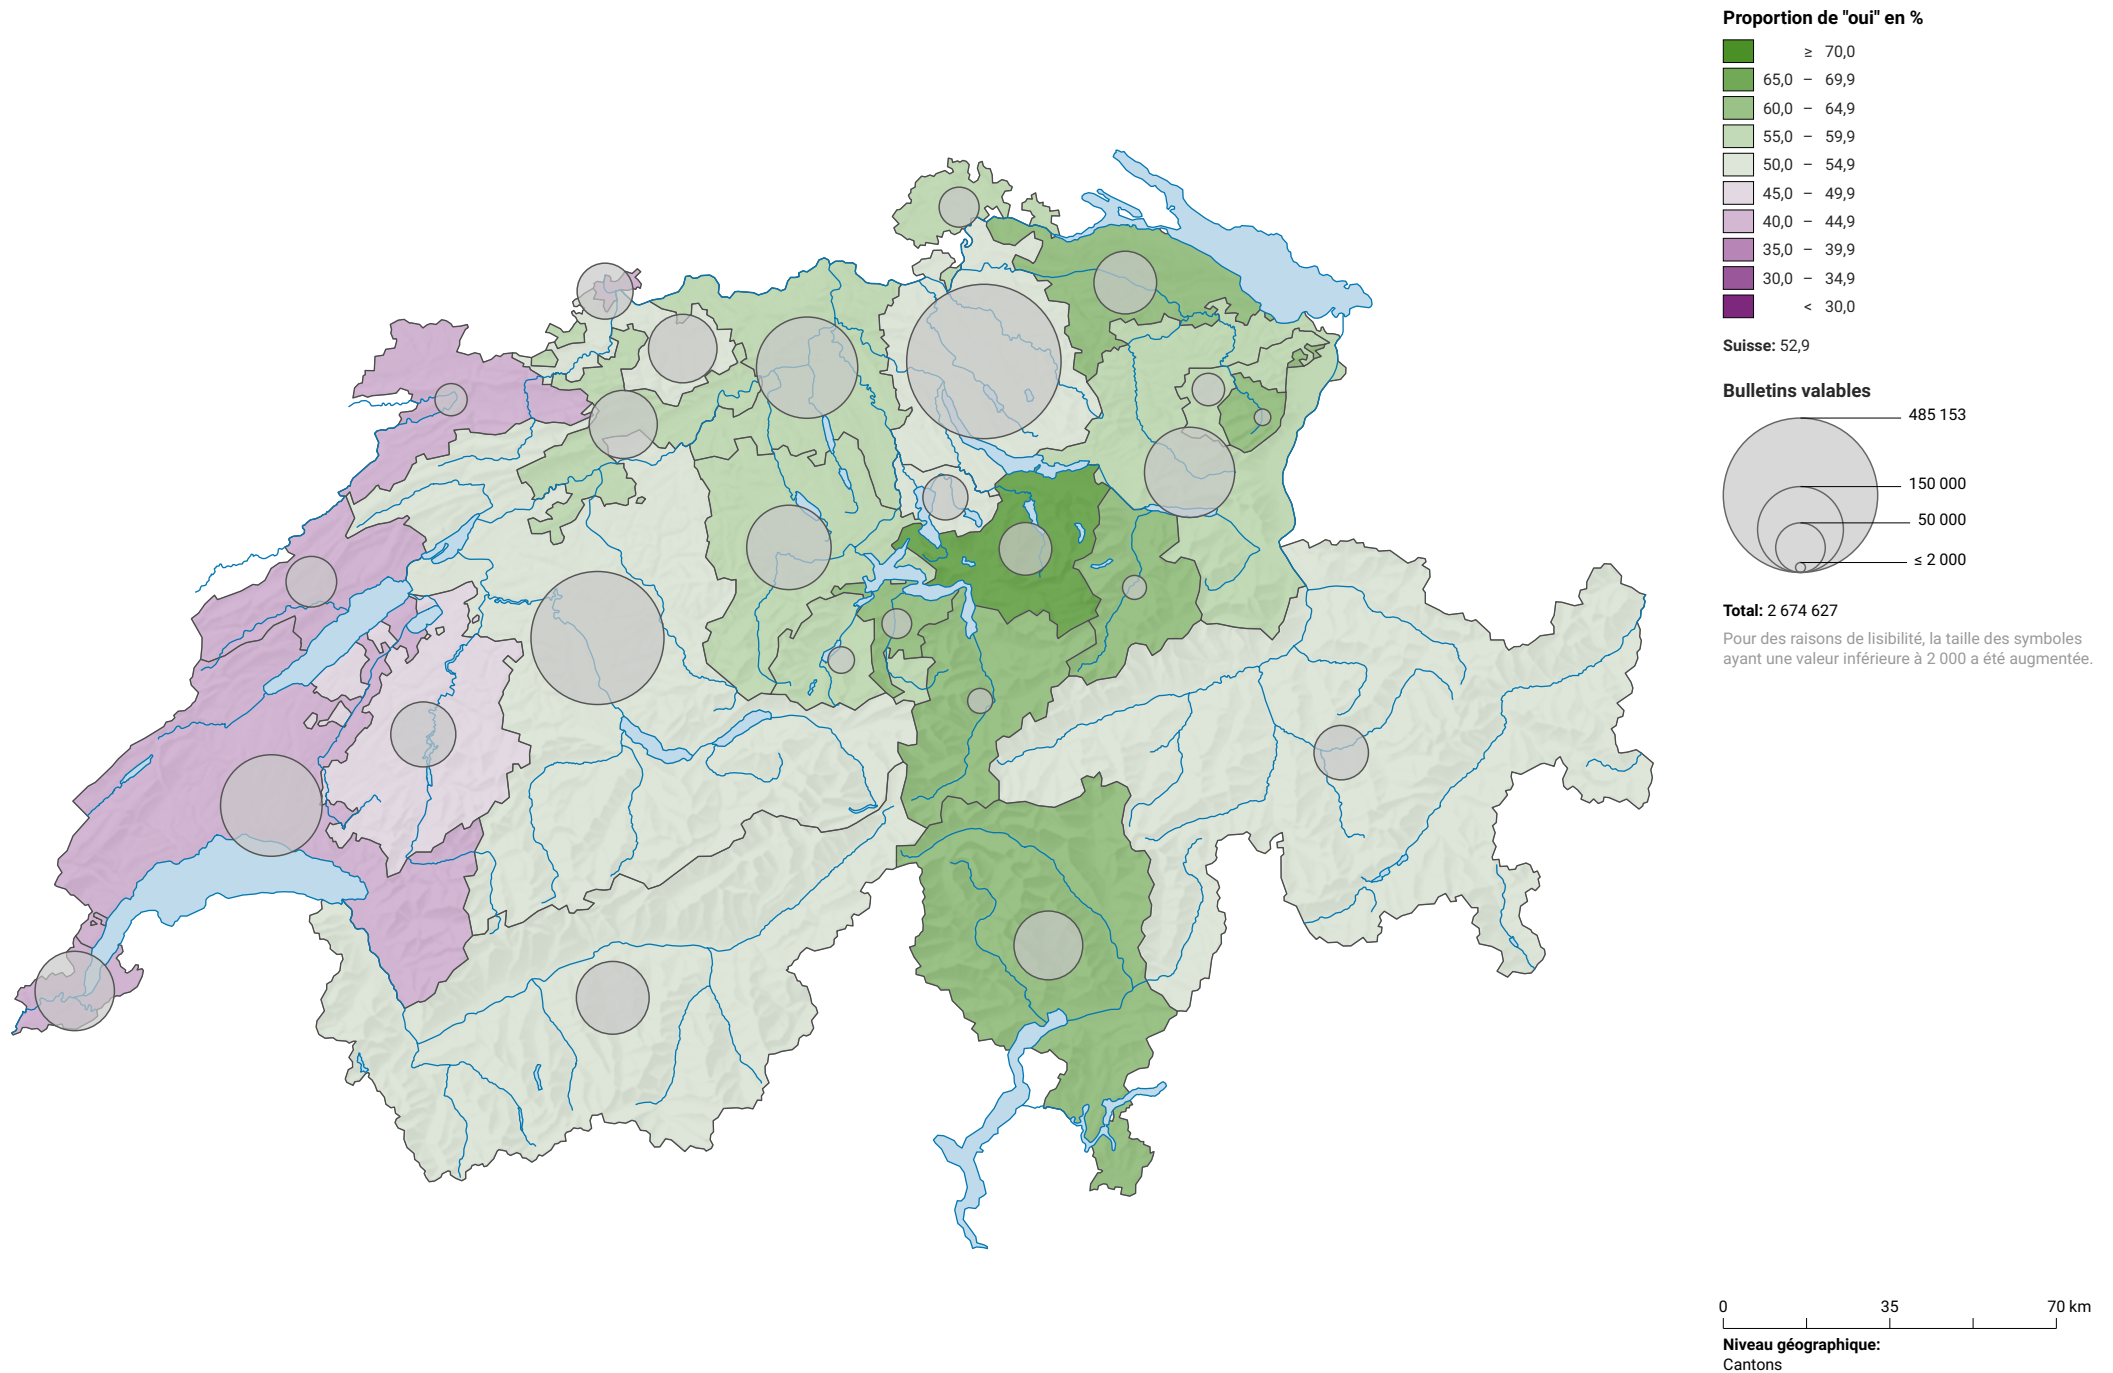 Proportion de "oui" en %
≥ 70,0
65,0 – 69,9
60,0 – 64,9
55,0 – 59,9
50,0 – 54,9
45,0 – 49,9
40,0 – 44,9
35,0 – 39,9
30,0 – 34,9
< 30,0
Suisse: 52,9
Bulletins valables
485 153
150 000
50 000
≤ 2 000
Total: 2 674 627
Pour des raisons de lisibilité, la taille des symboles
ayant une valeur inférieure à 2 000 a été augmentée.
0 35 70 km
Niveau géographique:
Cantons